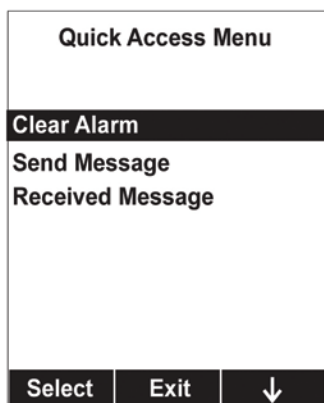 Quick Access Menu
Clear Alarm
Send Message
Received Message
Select Exit ↓